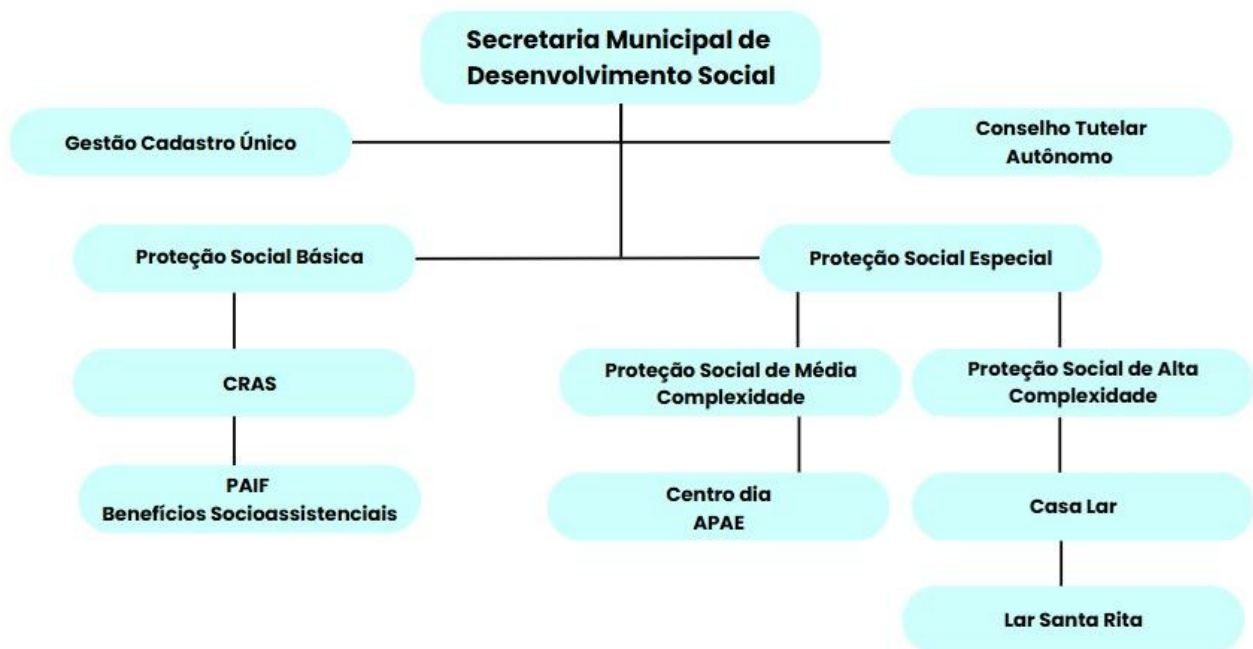 Secretaria Municipal de
Desenvolvimento Social
Gestão Cadastro Único
Conselho Tutelar
Autônomo
Proteção Social Básica
Proteção Social Especial
CRAS
Proteção Social de Média
Complexidade
Proteção Social de Alta
Complexidade
PAIF
Benefícios Socioassistenciais
Centro dia
APAE
Casa Lar
Lar Santa Rita